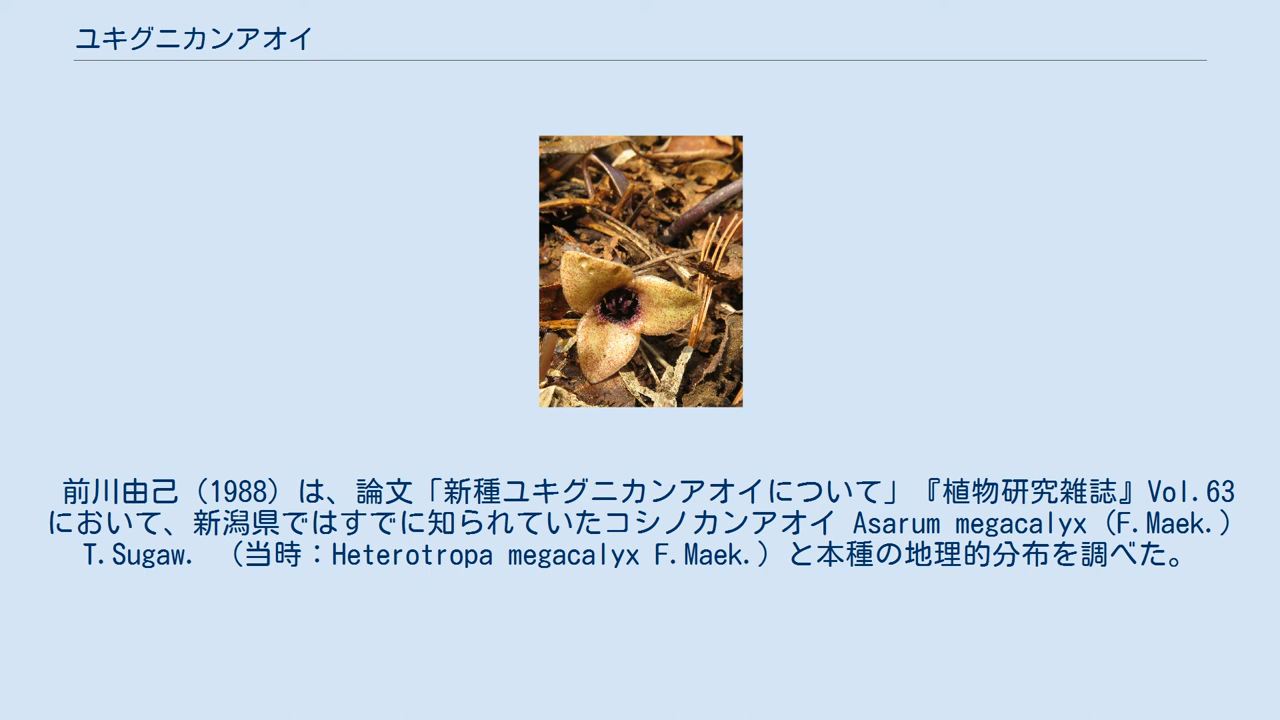 ユキグニカンアオイ
前川由己（1988）は、論文「新種ユキグニカンアオイについて」『植物研究雑誌』Vol.63
において、新潟県ではすでに知られていたコシノカンアオイ Asarum megacalyx（F.Maek.）
T.Sugaw. （当時：Heterotropa megacalyx F.Maek.）と本種の地理的分布を調べた。